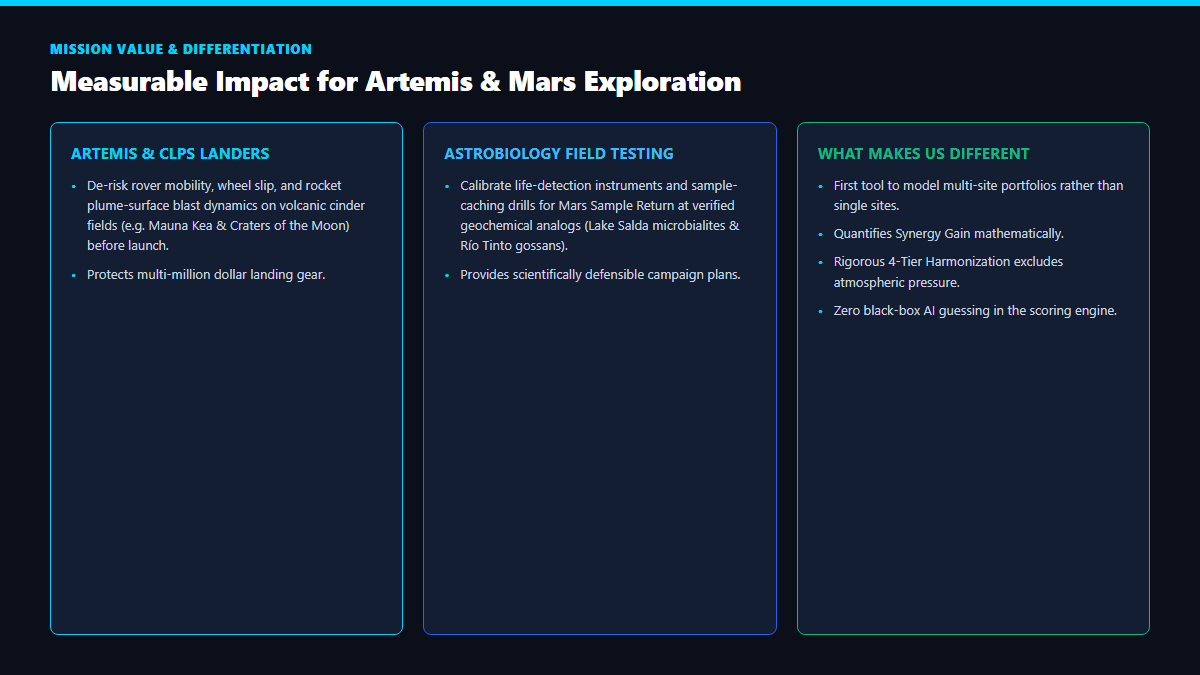 MISSION VALUE & DIFFERENTIATION
Measurable Impact for Artemis & Mars Exploration
ARTEMIS & CLPS LANDERS
• De-risk rover mobility, wheel slip, and rocket
plume-surface blast dynamics on volcanic cinder
fields (e.g. Mauna Kea & Craters of the Moon)
before launch.
• Protects multi-million dollar landing gear.
ASTROBIOLOGY FIELD TESTING
• Calibrate life-detection instruments and sample-
caching drills for Mars Sample Return at verified
geochemical analogs (Lake Salda microbialites &
Río Tinto gossans).
• Provides scientifically defensible campaign plans.
WHAT MAKES US DIFFERENT
• First tool to model multi-site portfolios rather than
single sites.
• Quantifies Synergy Gain mathematically.
• Rigorous 4-Tier Harmonization excludes
atmospheric pressure.
• Zero black-box AI guessing in the scoring engine.